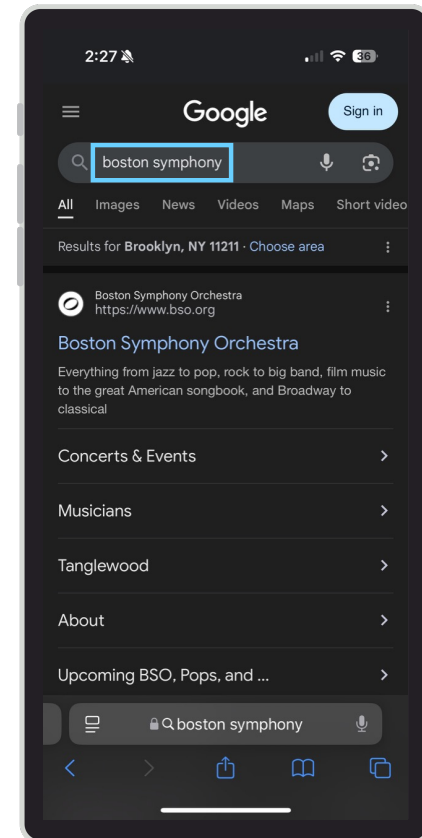 2:27
36
Google
Sign in
boston symphony
All Images News Videos Maps Short video
Results for Brooklyn, NY 11211 · Choose area
Boston Symphony Orchestra
https://www.bso.org
Boston Symphony Orchestra
Everything from jazz to pop, rock to big band, film music
to the great American songbook, and Broadway to
classical
Concerts & Events
Musicians
Tanglewood
About
Upcoming BSO, Pops, and ...
boston symphony